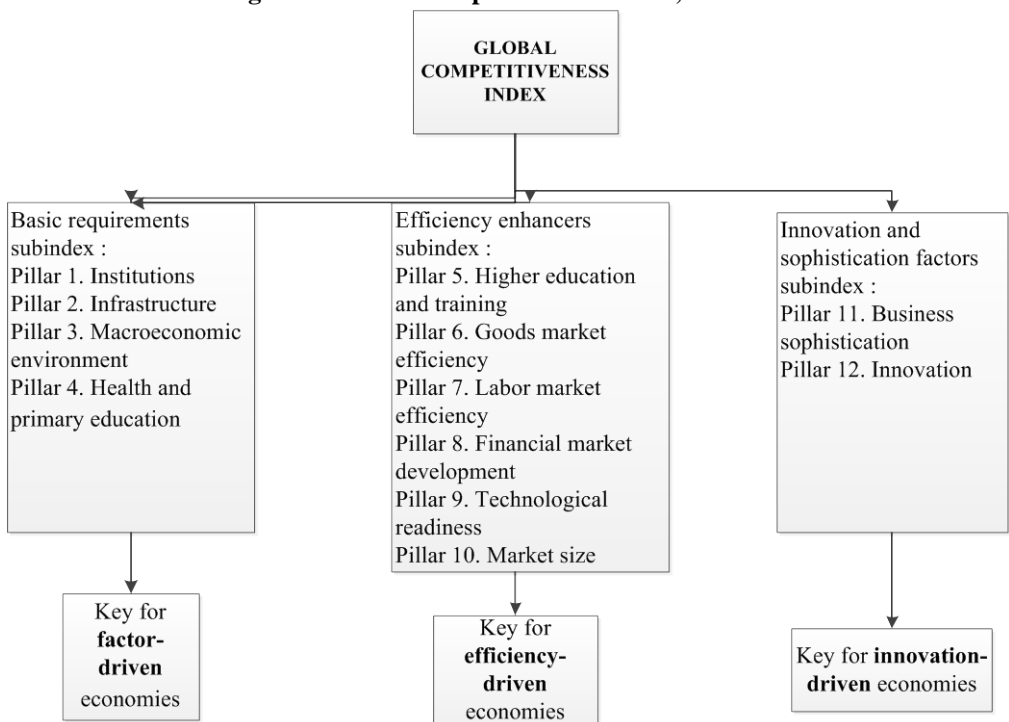 GLOBAL
COMPETITIVENESS
INDEX
Basic requirements
subindex :
Pillar 1. Institutions
Pillar 2. Infrastructure
Pillar 3. Macroeconomic
environment
Pillar 4. Health and
primary education
Efficiency enhancers
subindex :
Pillar 5. Higher education
and training
Pillar 6. Goods market
efficiency
Pillar 7. Labor market
efficiency
Pillar 8. Financial market
development
Pillar 9. Technological
readiness
Pillar 10. Market size
Innovation and
sophistication factors
subindex :
Pillar 11. Business
sophistication
Pillar 12. Innovation
Key for
factor-
driven
economies
Key for
efficiency-
driven
economies
Key for innovation-
driven economies